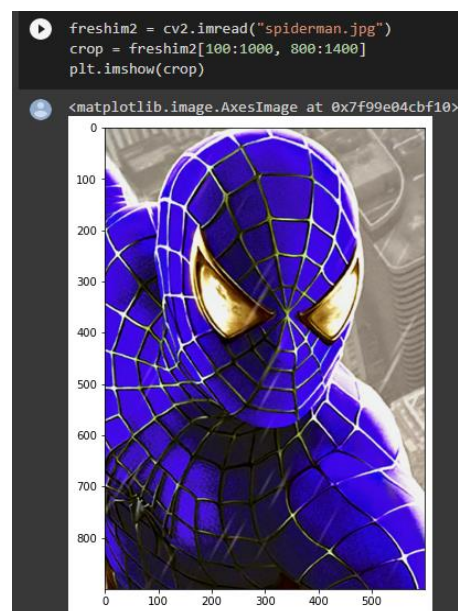 freshim2 = cv2.imread("spiderman.jpg")
crop = freshim2[100:1000, 800:1400]
plt.imshow(crop)
<matplotlib.image.AxesImage at 0x7f99e04cbf10>
0
100
200
300
400
500
600
700
800
0 100 200 300 400 500